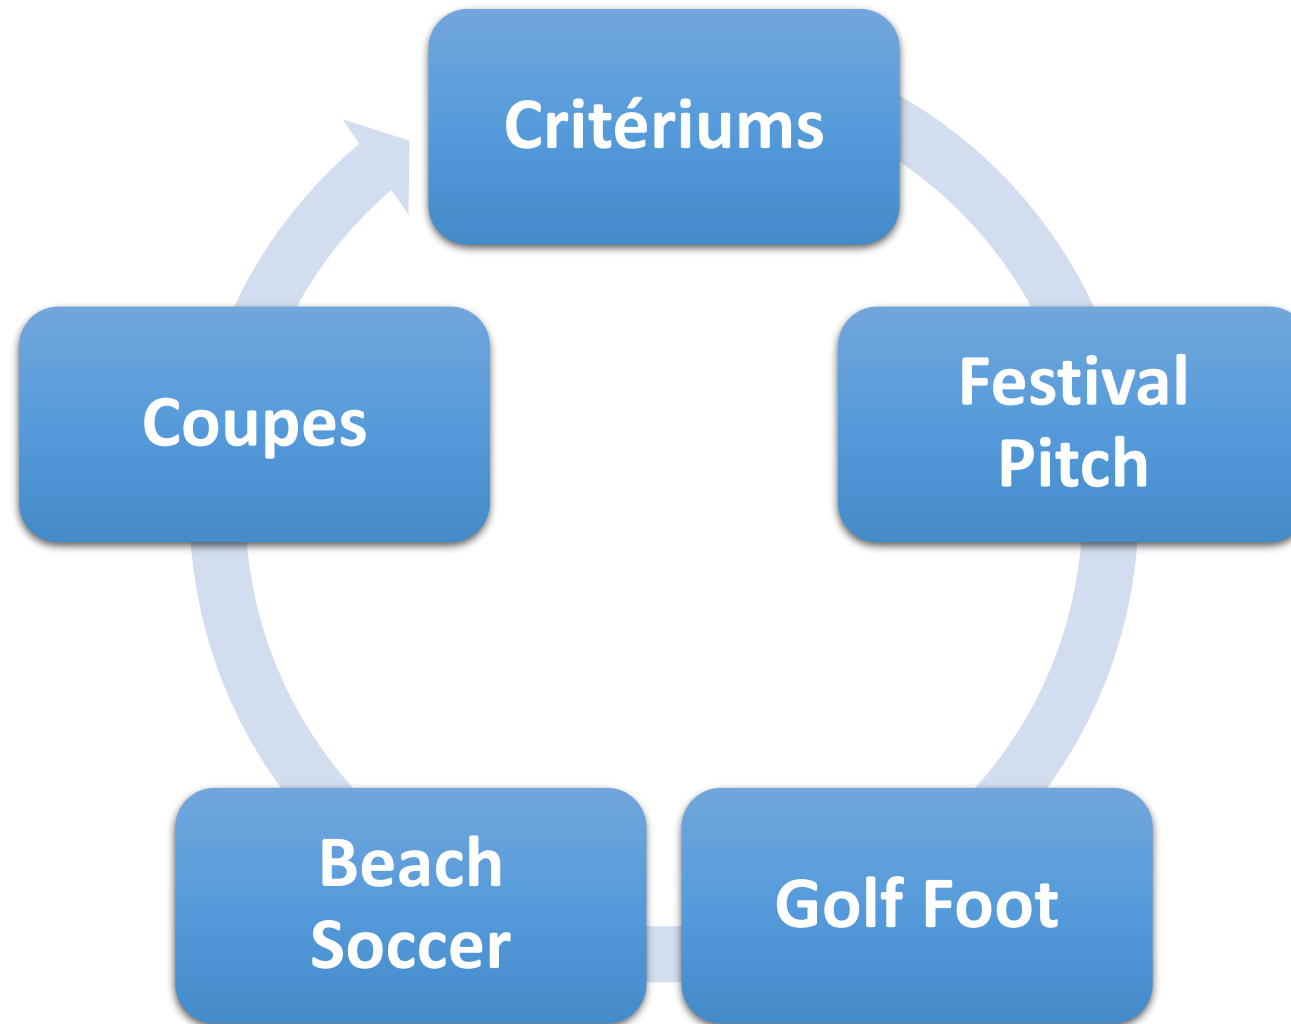 Critériums
Festival
Pitch
Golf Foot
Beach
Soccer
Coupes